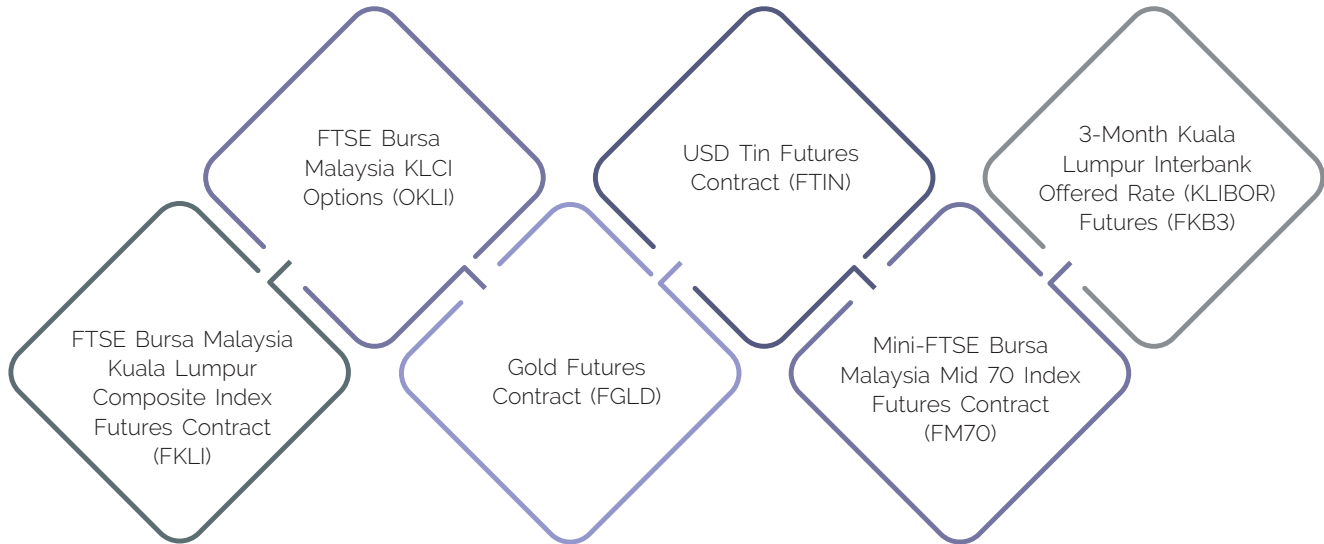 FTSE Bursa Malaysia
Kuala Lumpur
Composite Index
Futures Contract
(FKLI)
FTSE Bursa
Malaysia KLCI
Options (OKLI)
Gold Futures
Contract (FGLD)
USD Tin Futures
Contract (FTIN)
Mini-FTSE Bursa
Malaysia Mid 70 Index
Futures Contract
(FM70)
3-Month Kuala
Lumpur Interbank
Offered Rate (KLIBOR)
Futures (FKB3)